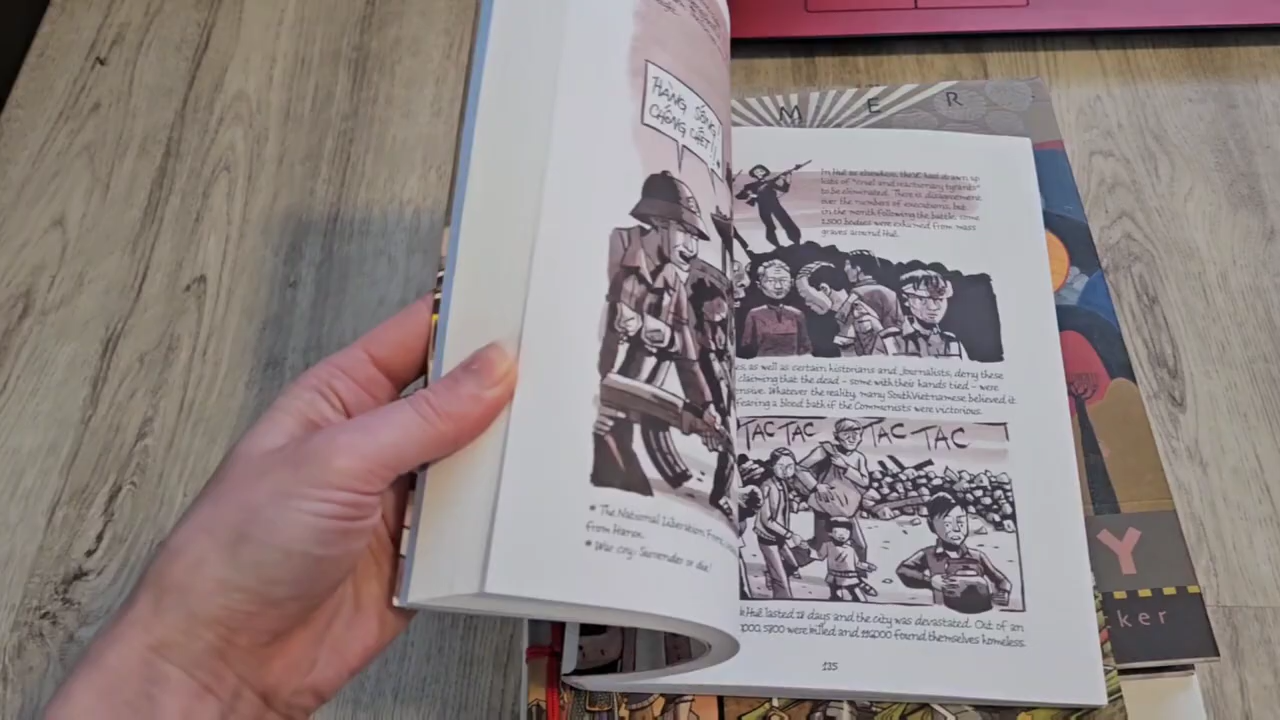 HÀNG SỐNG!
CHỐNG CHẾT!!*
* The National Liberation Front
from Hanoi.
* War cry: Surrender or die!
In Huế as elsewhere, they had drawn up
lists of "cruel and reactionary tyrants"
to be eliminated. There is disagreement
over the numbers of executions, but
in the month following the battle, some
2,500 bodies were exhumed from mass
graves around Huế.
as well as certain historians and journalists, deny these
claiming that the dead – some with their hands tied – were
Whatever the reality, many South Vietnamese believed it
fearing a blood bath if the Communists were victorious.
TAC TAC TAC TAC
Huế lasted 28 days and the city was devastated. Out of an
5,800 were killed and 112,000 found themselves homeless.
135
M E R
Y
ker